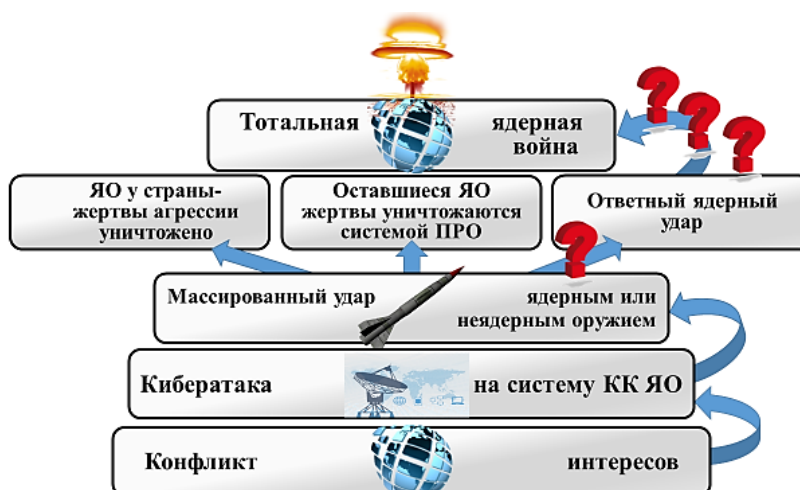 Тотальная ядерная
война
ЯО у страны-
жертвы агрессии
уничтожено
Оставшиеся ЯО
жертвы уничтожаются
системой ПРО
Ответный ядерный
удар
Массированный удар ядерным или
неядерным оружием
Кибератака на систему КК ЯО
Конфликт интересов
? ? ?
?